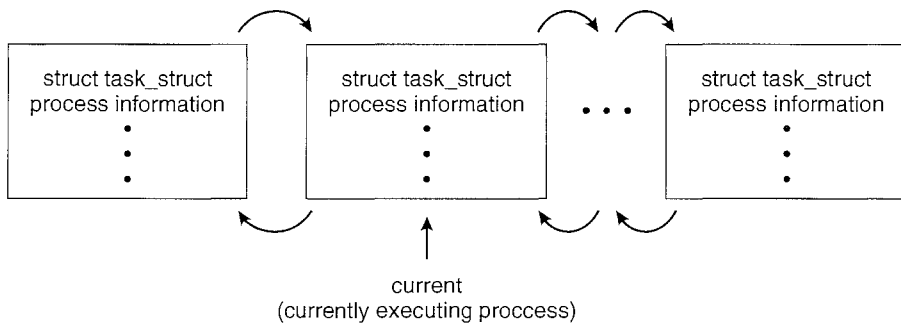 struct task_struct
process information
struct task_struct
process information
struct task_struct
process information
current
(currently executing proccess)